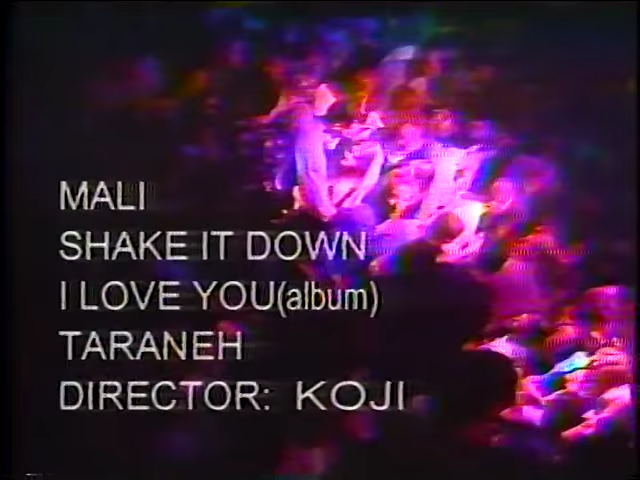 MALI
SHAKE IT DOWN
I LOVE YOU(album)
TARANEH
DIRECTOR: KOJI